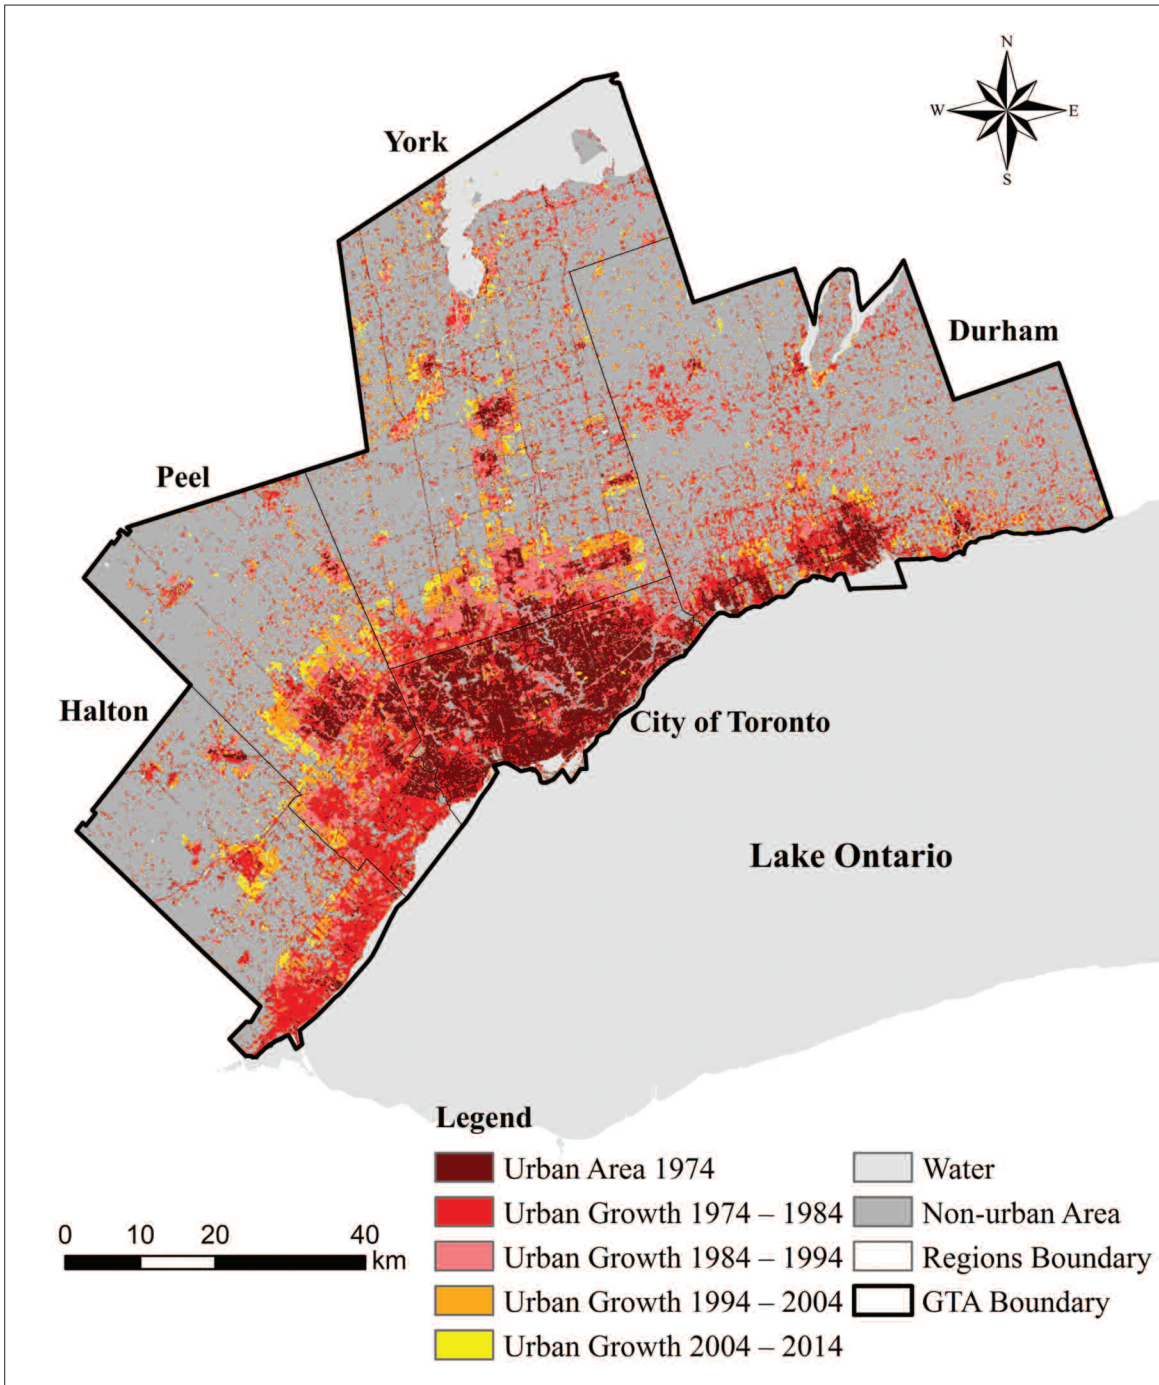 N
W E
S
York
Durham
Peel
Halton
City of Toronto
Lake Ontario
Legend
Urban Area 1974
Urban Growth 1974 – 1984
Urban Growth 1984 – 1994
Urban Growth 1994 – 2004
Urban Growth 2004 – 2014
Water
Non-urban Area
Regions Boundary
GTA Boundary
0 10 20 40
km